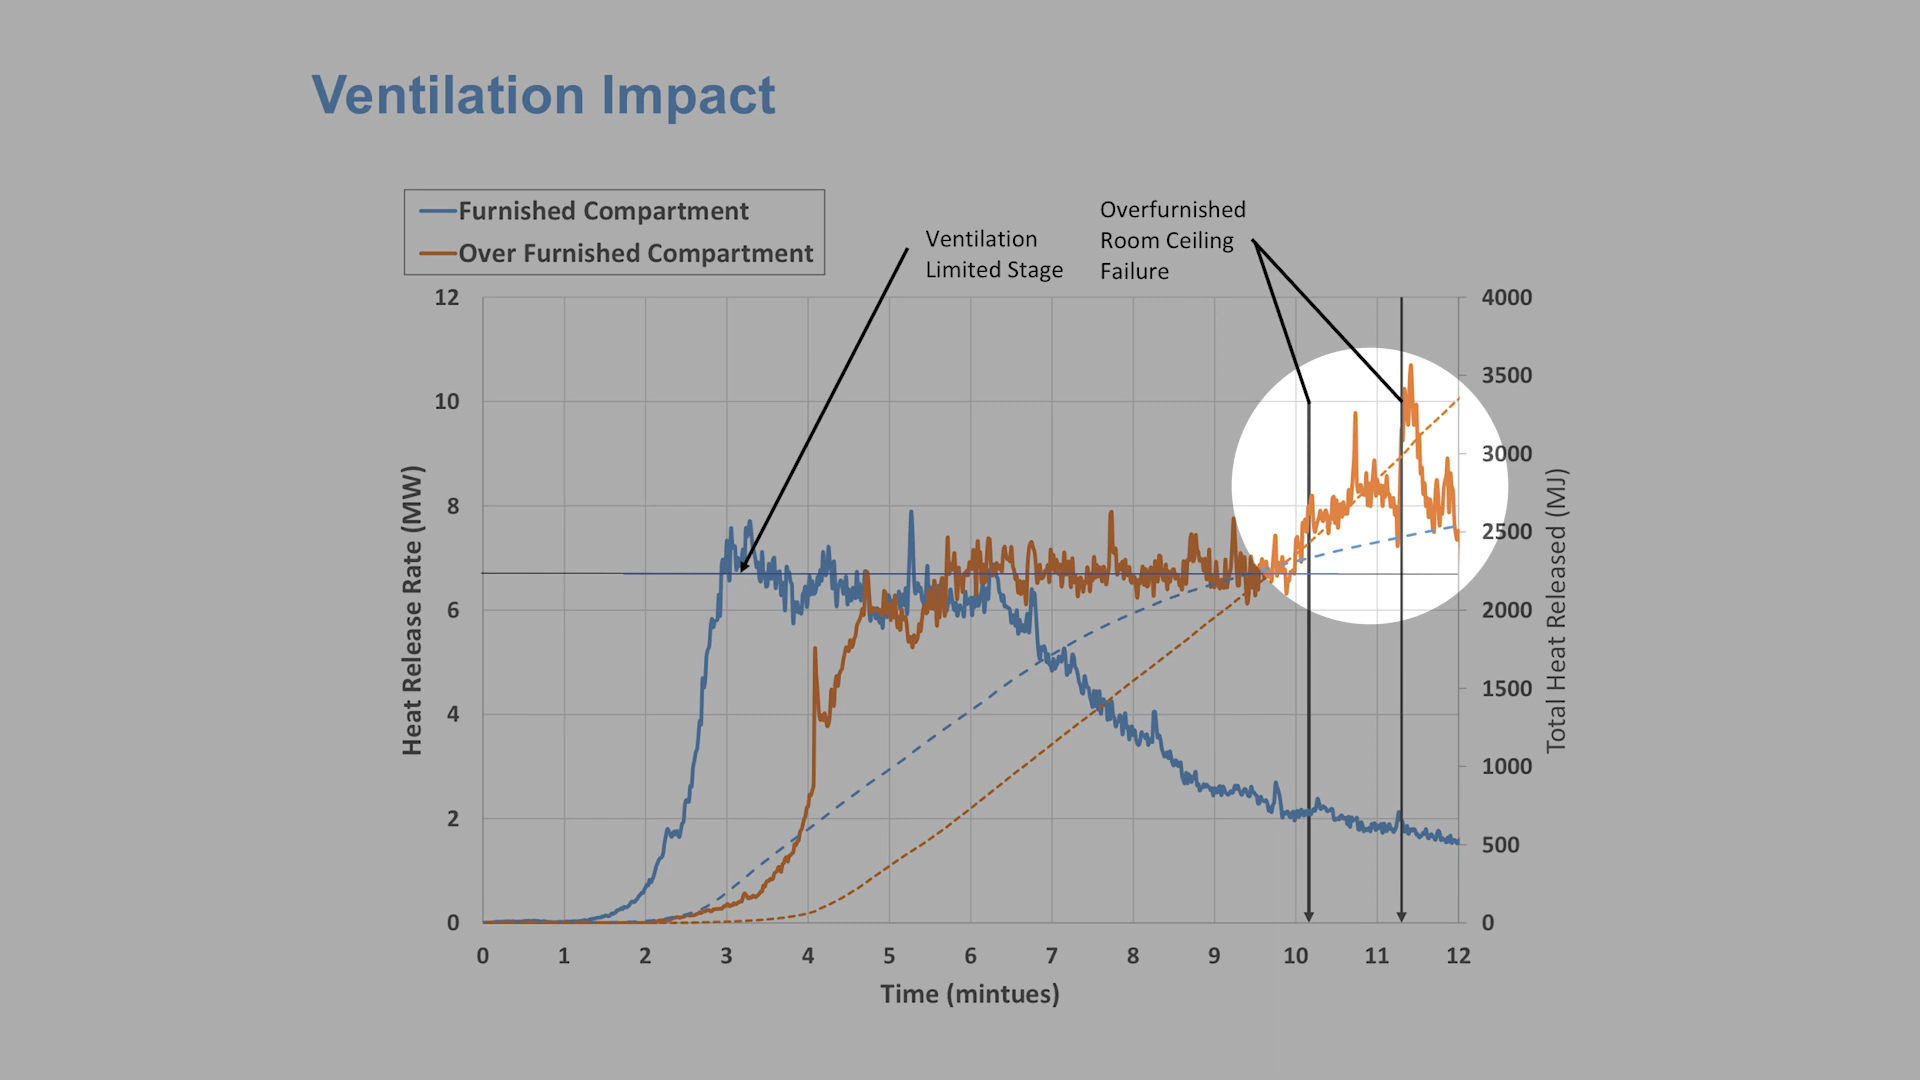 Ventilation Impact
Furnished Compartment
Over Furnished Compartment
Ventilation
Limited Stage
Overfurnished
Room Ceiling
Failure
12
10
8
6
4
2
0
Heat Release Rate (MW)
4000
3500
3000
2500
2000
1500
1000
500
0
Total Heat Released (MJ)
0 1 2 3 4 5 6 7 8 9 10 11 12
Time (mintues)